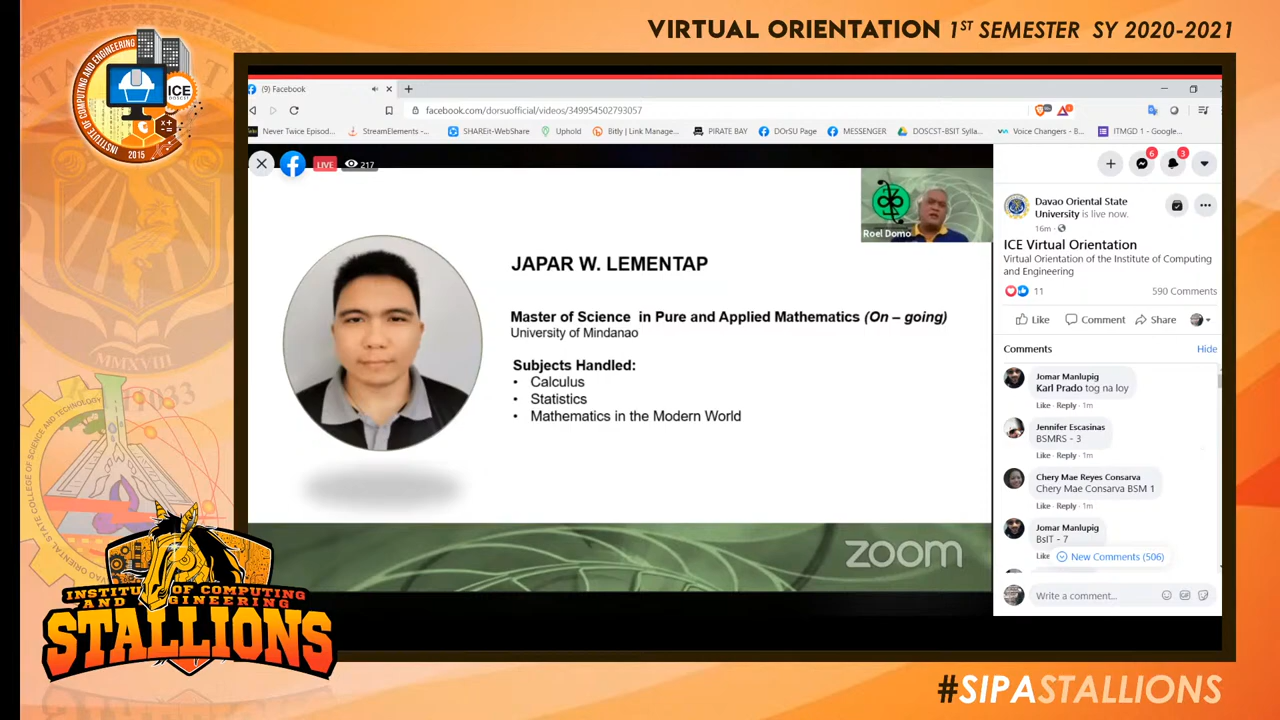 VIRTUAL ORIENTATION 1ST SEMESTER SY 2020-2021
INSTITUTE OF COMPUTING AND ENGINEERING
ICE
DOSCST
2015
(9) Facebook
facebook.com/dorsuofficial/videos/349954502793057
Never Twice Episod...
StreamElements -...
SHAREit-WebShare
Uphold
Bitly | Link Manage...
PIRATE BAY
DOrSU Page
MESSENGER
DOSCST-BSIT Sylla...
Voice Changers - B...
ITMGD 1 - Google...
LIVE
217
6
3
Roel Domo
JAPAR W. LEMENTAP
Master of Science in Pure and Applied Mathematics (On – going)
University of Mindanao
Subjects Handled:
• Calculus
• Statistics
• Mathematics in the Modern World
zoom
Davao Oriental State
University is live now.
16m
ICE Virtual Orientation
Virtual Orientation of the Institute of Computing
and Engineering
11
590 Comments
Like
Comment
Share
Comments
Hide
Jomar Manlupig
Karl Prado tog na loy
Like · Reply · 1m
Jennifer Escasinas
BSMRS - 3
Like · Reply · 1m
Chery Mae Reyes Consarva
Chery Mae Consarva BSM 1
Like · Reply · 1m
Jomar Manlupig
BsIT - 7
Like
New Comments (506)
Write a comment...
MMXVIII
INSTITUTE OF COMPUTING
AND ENGINEERING
STALLIONS
#SIPASTALLIONS